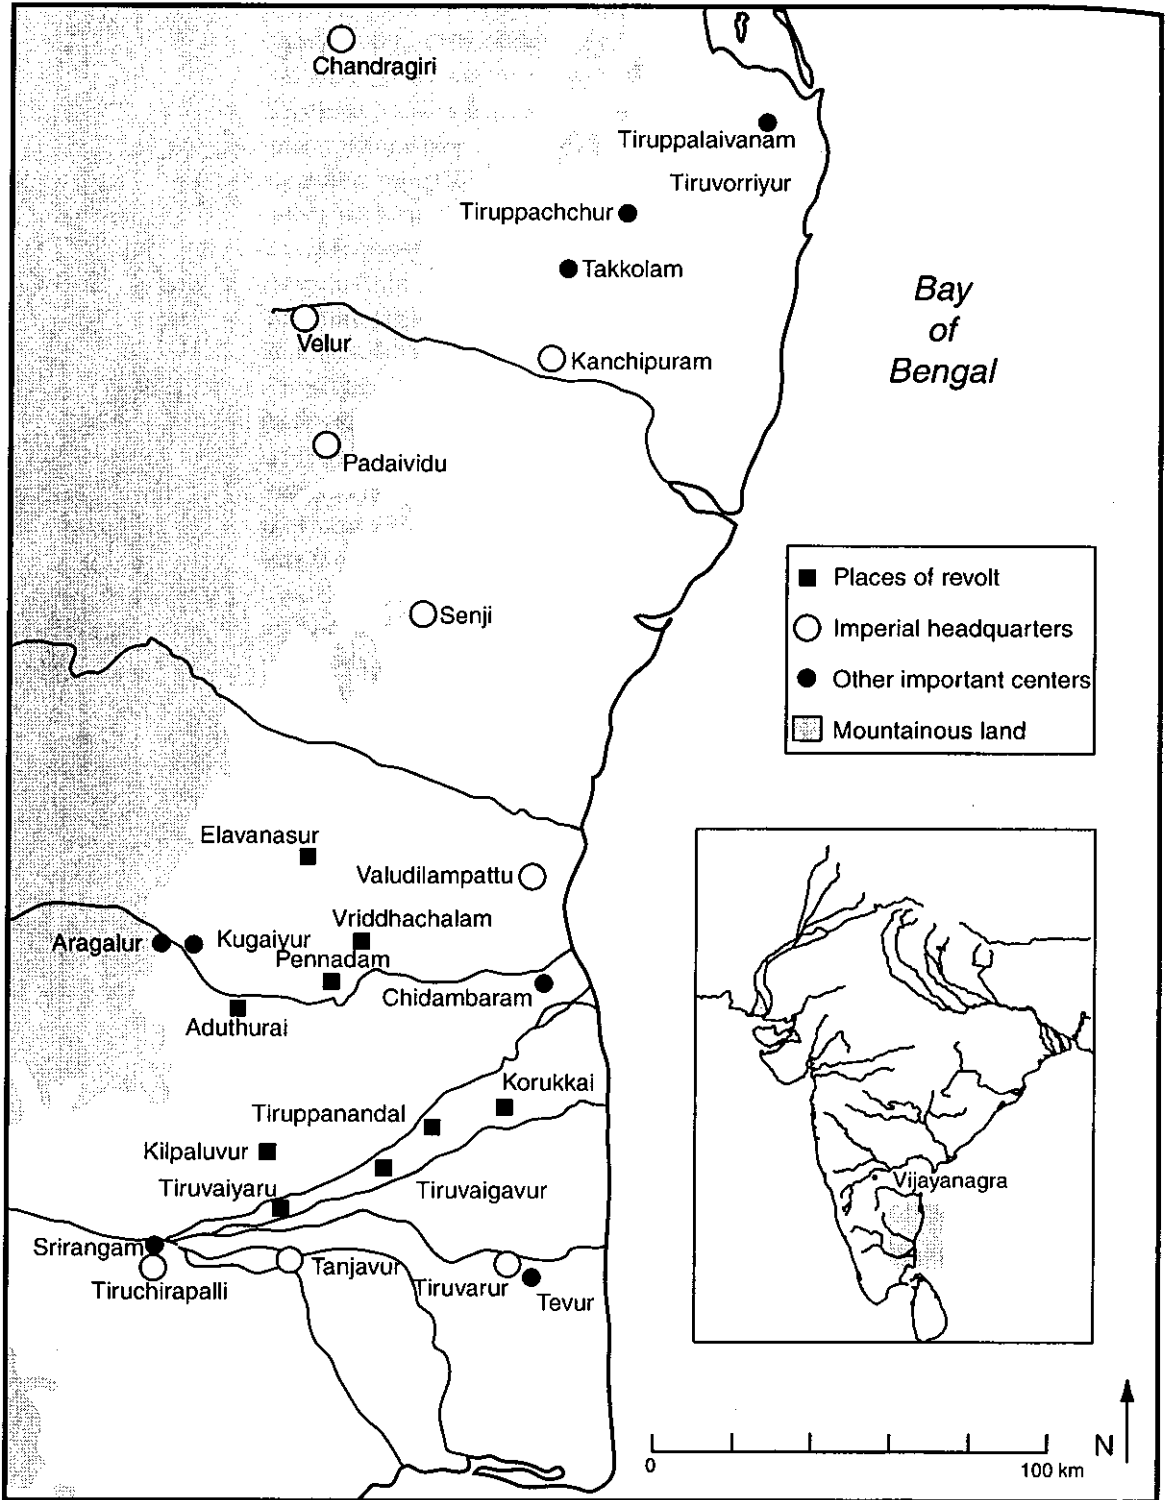 Chandragiri
Tiruppalaivanam
Tiruvorriyur
Tiruppachchur
Takkolam
Bay
of
Bengal
Velur
Kanchipuram
Padaividu
Places of revolt
Senji
Imperial headquarters
Other important centers
Mountainous land
Elavanasur
Valudilampattu
Vriddhachalam
Aragalur
Kugaiyur
Pennadam
Chidambaram
Aduthurai
Korukkai
Tiruppanandal
Kilpaluvur
Tiruvaiyaru
Tiruvaigavur
Vijayanagra
Srirangam
Tanjavur
Tiruchirapalli
Tiruvarur
Tevur
N
0
100 km